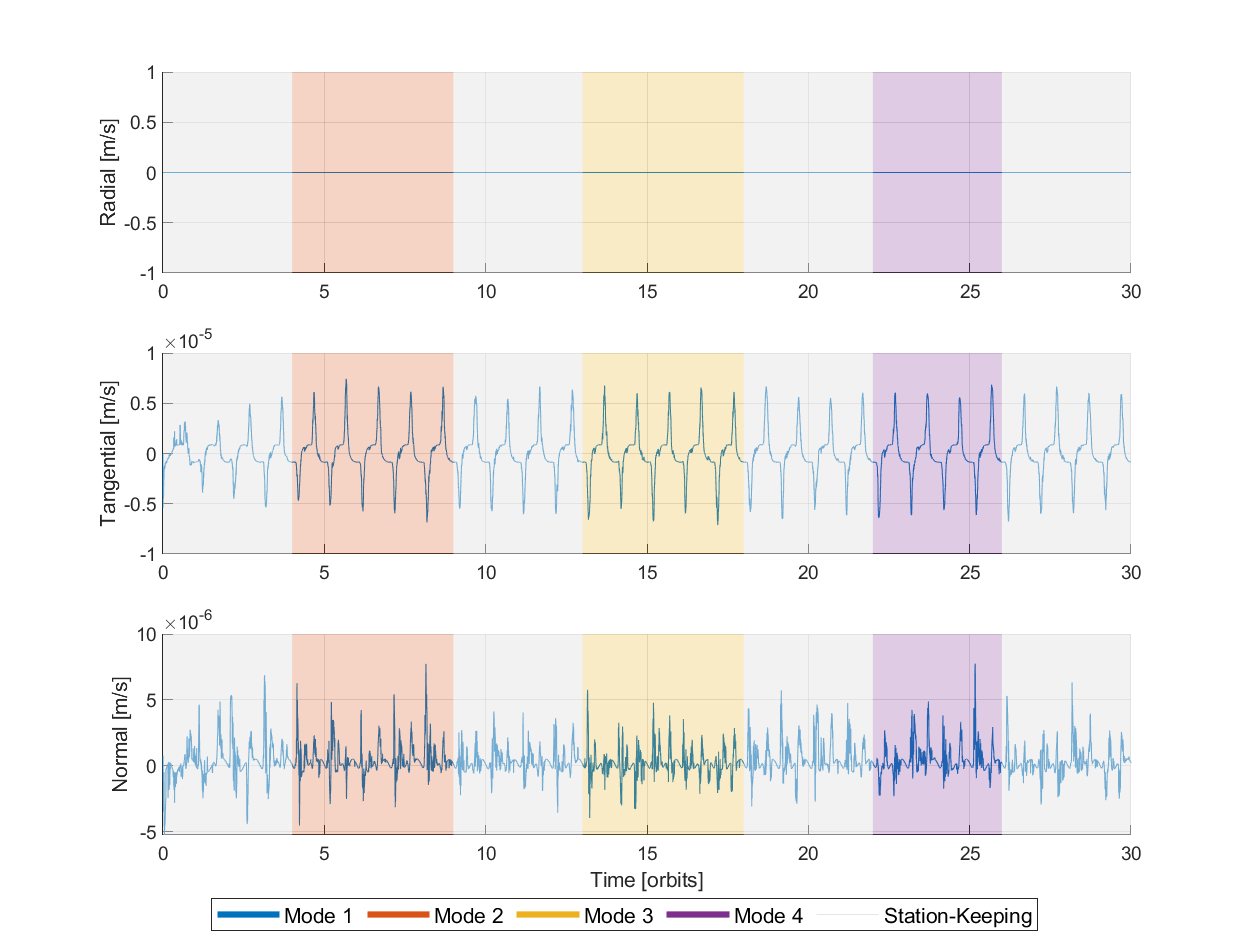 1
0.5
0
-0.5
-1
Radial [m/s]
0 5 10 15 20 25 30
×10-5
1
0.5
0
-0.5
-1
Tangential [m/s]
0 5 10 15 20 25 30
×10-6
10
5
0
-5
Normal [m/s]
0 5 10 15 20 25 30
Time [orbits]
Mode 1 Mode 2 Mode 3 Mode 4 Station-Keeping